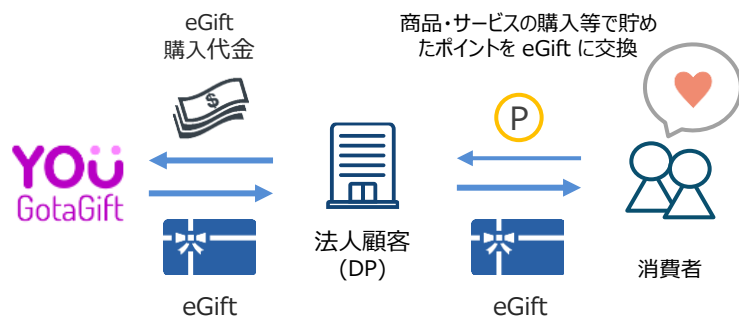 eGift
購入代金
商品・サービスの購入等で貯め
たポイントを eGift に交換
$
P
YOU
GotaGift
法人顧客
(DP)
消費者
eGift
eGift